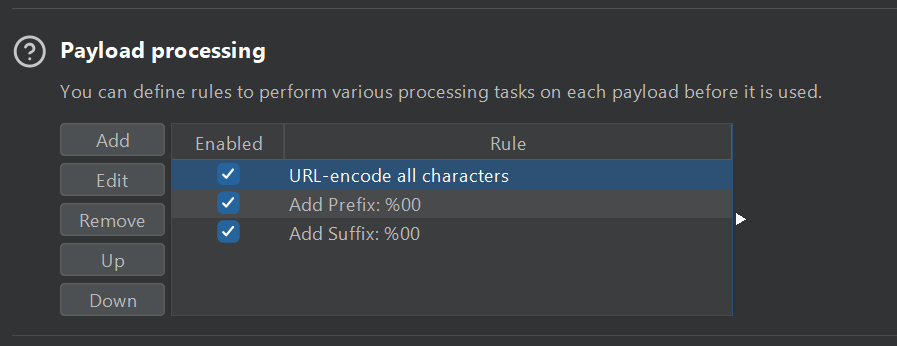 Payload processing
You can define rules to perform various processing tasks on each payload before it is used.
Add
Edit
Remove
Up
Down
Enabled Rule
URL-encode all characters
Add Prefix: %00
Add Suffix: %00